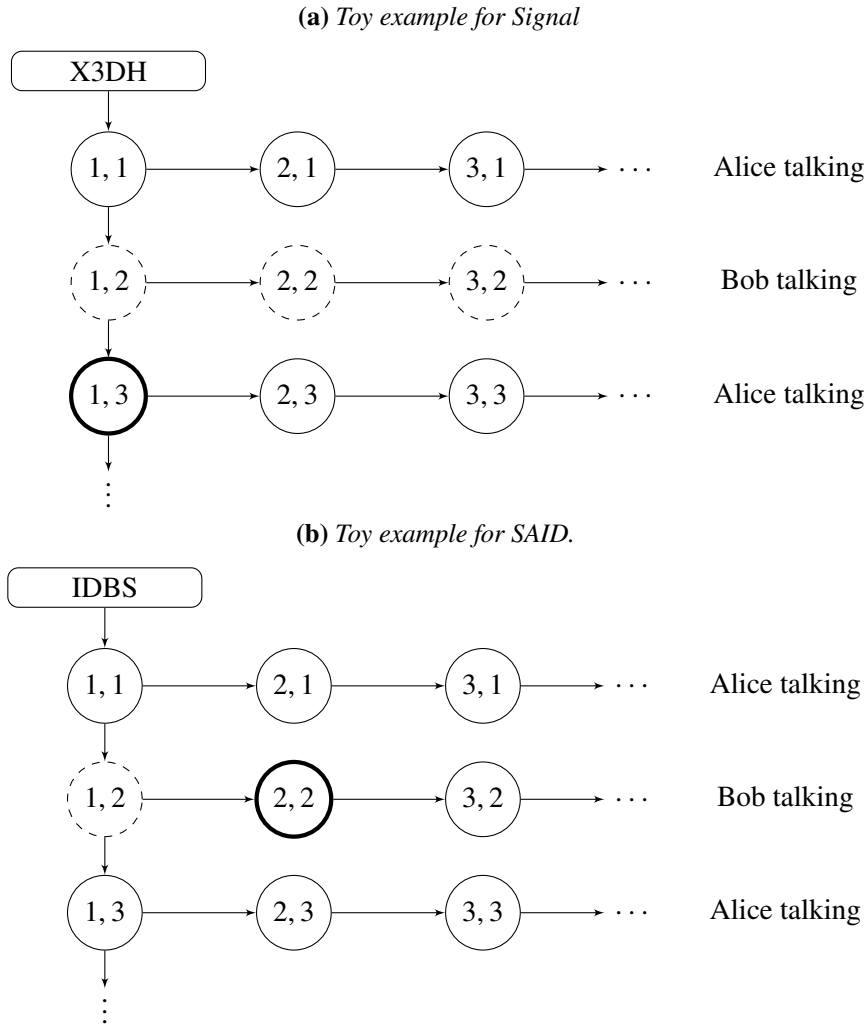 (a) Toy example for Signal
X3DH
1, 1 2, 1 3, 1 · · · Alice talking
1, 2 2, 2 3, 2 · · · Bob talking
1, 3 2, 3 3, 3 · · · Alice talking
⋮
(b) Toy example for SAID.
IDBS
1, 1 2, 1 3, 1 · · · Alice talking
1, 2 2, 2 3, 2 · · · Bob talking
1, 3 2, 3 3, 3 · · · Alice talking
⋮